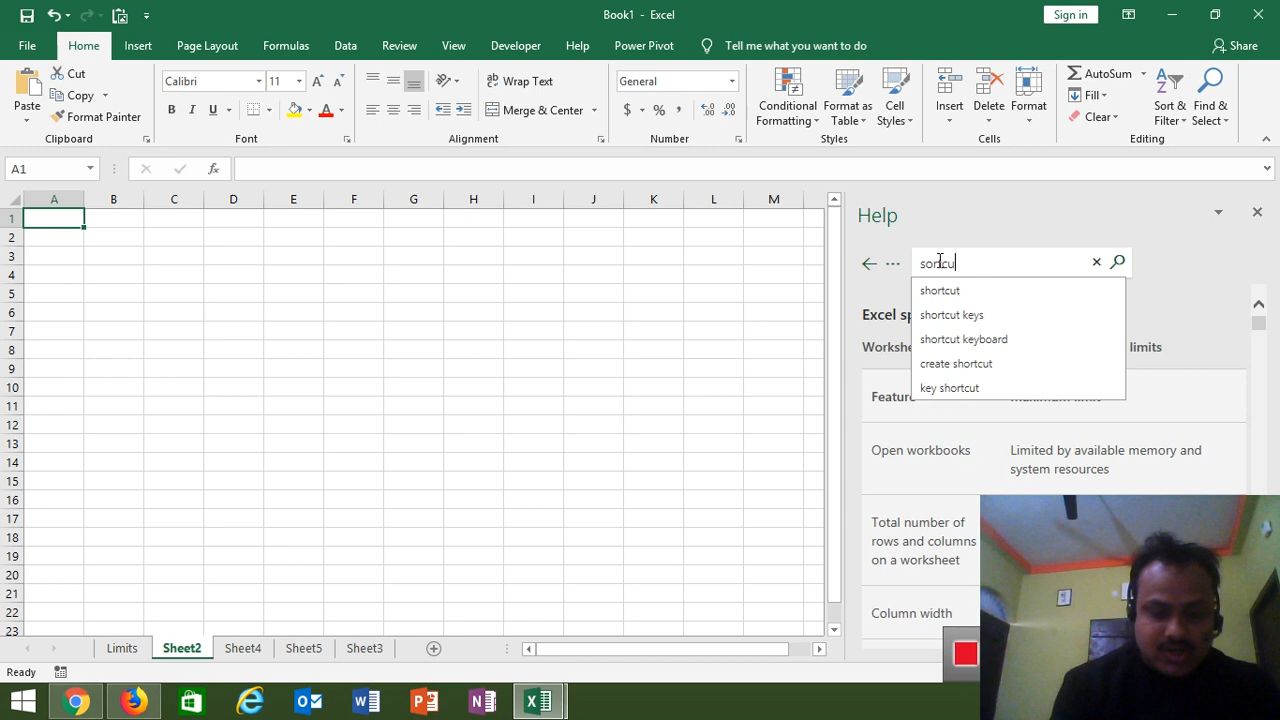 Book1 - Excel
Sign in
File Home Insert Page Layout Formulas Data Review View Developer Help Power Pivot Tell me what you want to do Share
Paste
Cut
Copy
Format Painter
Clipboard
Calibri 11
B I U A
Font
Wrap Text
Merge & Center
Alignment
General
$ % ,
Number
Conditional Formatting
Format as Table
Cell Styles
Styles
Insert Delete Format
Cells
AutoSum
Fill
Clear
Sort & Filter
Find & Select
Editing
A1 fx
A B C D E F G H I J K L M
1
2
3
4
5
6
7
8
9
10
11
12
13
14
15
16
17
18
19
20
21
22
23
Help
shortcut
shortcut keys
shortcut keyboard
create shortcut
key shortcut
Excel
limits
Open workbooks
Limited by available memory and
system resources
Total number of
rows and columns
on a worksheet
Column width
Limits Sheet2 Sheet4 Sheet5 Sheet3
Ready